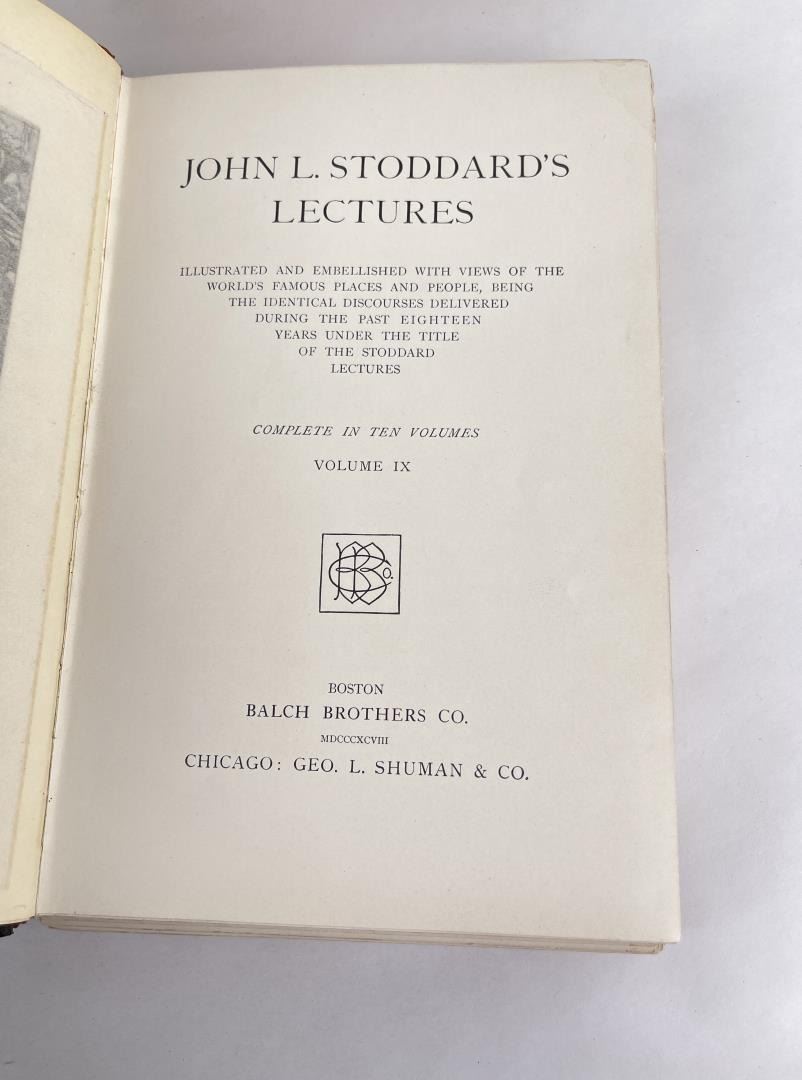 JOHN L. STODDARD'S
LECTURES
ILLUSTRATED AND EMBELLISHED WITH VIEWS OF THE
WORLD'S FAMOUS PLACES AND PEOPLE, BEING
THE IDENTICAL DISCOURSES DELIVERED
DURING THE PAST EIGHTEEN
YEARS UNDER THE TITLE
OF THE STODDARD
LECTURES
COMPLETE IN TEN VOLUMES
VOLUME IX
BB Co.
BOSTON
BALCH BROTHERS CO.
MDCCCXCVIII
CHICAGO: GEO. L. SHUMAN & CO.